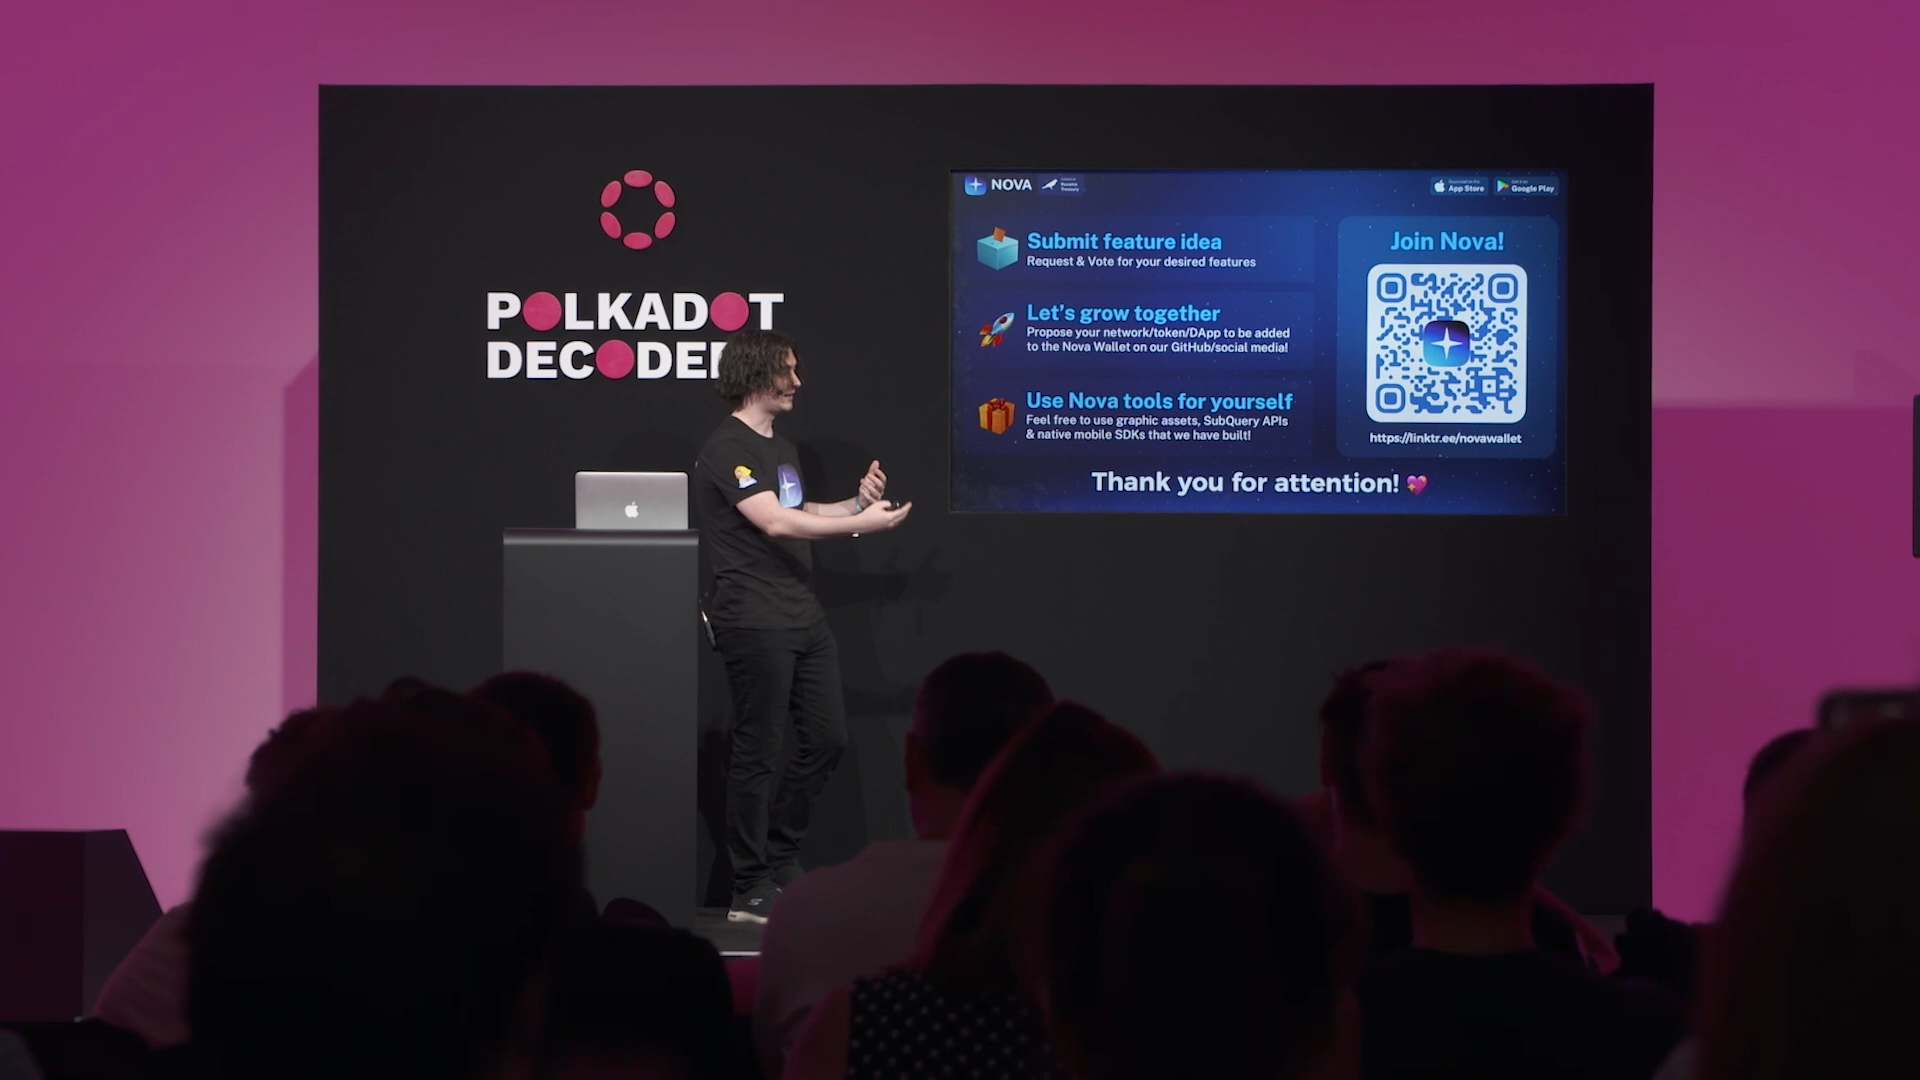 POLKADOT
DECODE
NOVA
Kusama
Treasury
App Store
Google Play
Submit feature idea
Request & Vote for your desired features
Let's grow together
Propose your network/token/DApp to be added
to the Nova Wallet on our GitHub/social media!
Use Nova tools for yourself
Feel free to use graphic assets, SubQuery APIs
& native mobile SDKs that we have built!
Join Nova!
https://linktr.ee/novawallet
Thank you for attention! 💖